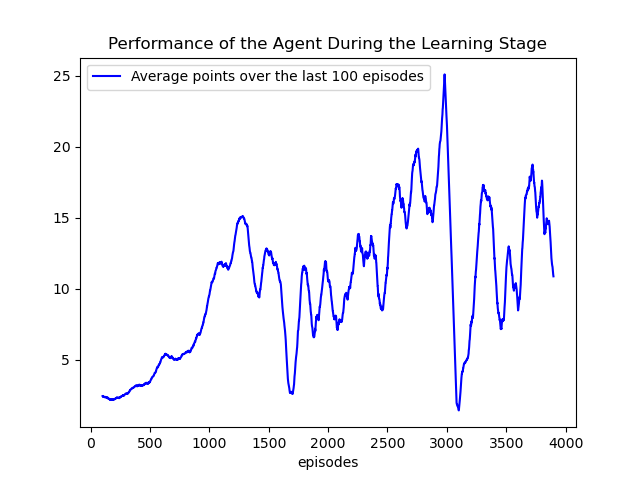 Performance of the Agent During the Learning Stage
Average points over the last 100 episodes
25
20
15
10
5
0 500 1000 1500 2000 2500 3000 3500 4000
episodes